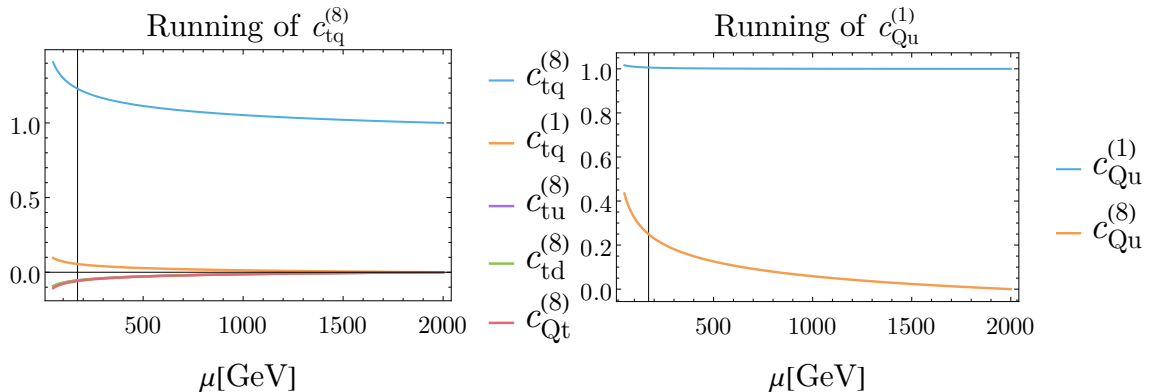 Running of c_tq^(8)
1.0
0.5
0.0
500
1000
1500
2000
μ[GeV]
c_tq^(8)
c_tq^(1)
c_tu^(8)
c_td^(8)
c_Qt^(8)
Running of c_Qu^(1)
1.0
0.8
0.6
0.4
0.2
0.0
500
1000
1500
2000
μ[GeV]
c_Qu^(1)
c_Qu^(8)